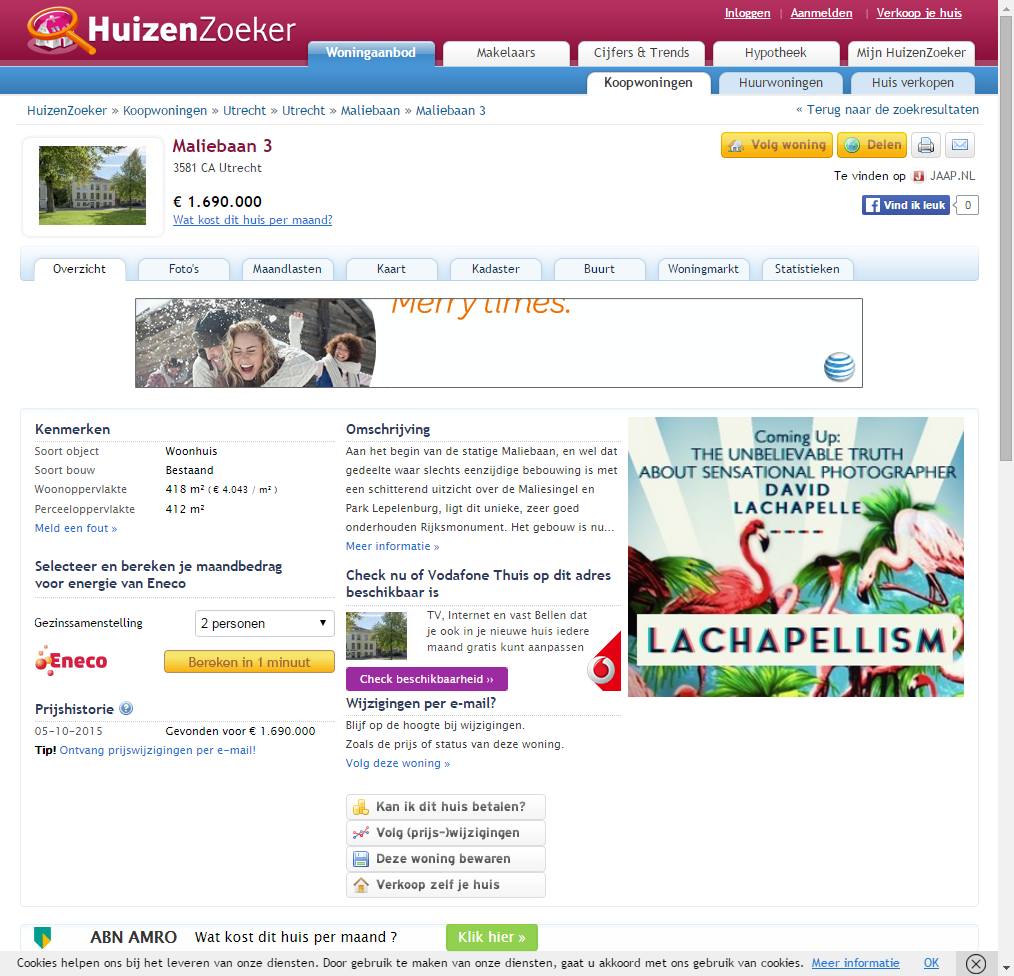 Inloggen | Aanmelden | Verkoop je huis
HuizenZoeker
Woningaanbod Makelaars Cijfers & Trends Hypotheek Mijn HuizenZoeker
Koopwoningen Huurwoningen Huis verkopen
HuizenZoeker » Koopwoningen » Utrecht » Utrecht » Maliebaan » Maliebaan 3
« Terug naar de zoekresultaten
Maliebaan 3
3581 CA Utrecht
€ 1.690.000
Wat kost dit huis per maand?
Volg woning Delen
Te vinden op JAAP.NL
Vind ik leuk 0
Overzicht Foto's Maandlasten Kaart Kadaster Buurt Woningmarkt Statistieken
Merry times.
Kenmerken
Soort object Woonhuis
Soort bouw Bestaand
Woonoppervlakte 418 m² ( € 4.043 / m² )
Perceeloppervlakte 412 m²
Meld een fout »
Selecteer en bereken je maandbedrag
voor energie van Eneco
Gezinssamenstelling 2 personen
Eneco Bereken in 1 minuut
Prijshistorie ?
05-10-2015 Gevonden voor € 1.690.000
Tip! Ontvang prijswijzigingen per e-mail!
Omschrijving
Aan het begin van de statige Maliebaan, en wel dat
gedeelte waar slechts eenzijdige bebouwing is met
een schitterend uitzicht over de Maliesingel en
Park Lepelenburg, ligt dit unieke, zeer goed
onderhouden Rijksmonument. Het gebouw is nu...
Meer informatie »
Check nu of Vodafone Thuis op dit adres
beschikbaar is
TV, Internet en vast Bellen dat
je ook in je nieuwe huis iedere
maand gratis kunt aanpassen
Check beschikbaarheid ››
Wijzigingen per e-mail?
Blijf op de hoogte bij wijzigingen.
Zoals de prijs of status van deze woning.
Volg deze woning »
Kan ik dit huis betalen?
Volg (prijs-)wijzigingen
Deze woning bewaren
Verkoop zelf je huis
Coming Up:
THE UNBELIEVABLE TRUTH
ABOUT SENSATIONAL PHOTOGRAPHER
DAVID
LACHAPELLE
LACHAPELLISM
ABN AMRO Wat kost dit huis per maand ? Klik hier »
Cookies helpen ons bij het leveren van onze diensten. Door gebruik te maken van onze diensten, gaat u akkoord met ons gebruik van cookies. Meer informatie OK